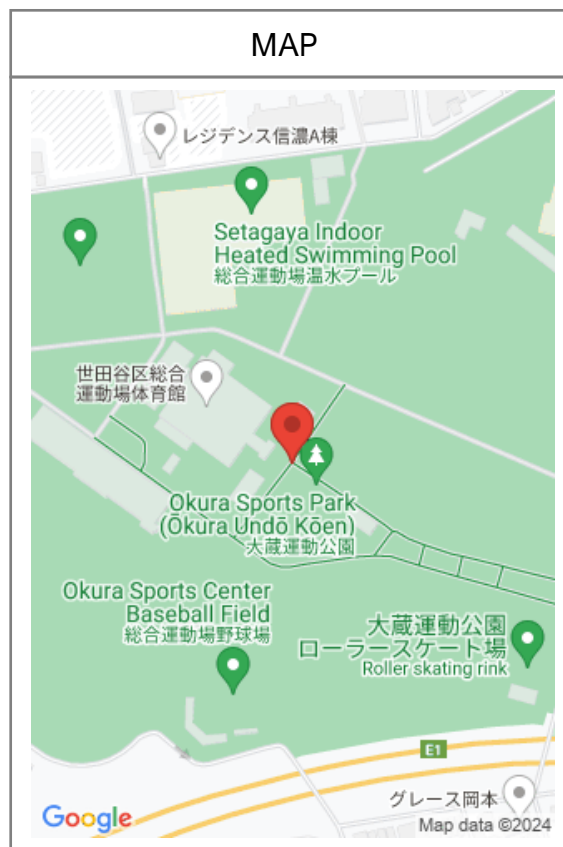 MAP
レジデンス信濃A棟
Setagaya Indoor
Heated Swimming Pool
総合運動場温水プール
世田谷区総合
運動場体育館
Okura Sports Park
(Ōkura Undō Kōen)
大蔵運動公園
Okura Sports Center
Baseball Field
総合運動場野球場
大蔵運動公園
ローラースケート場
Roller skating rink
E1
グレース岡本
Google
Map data ©2024